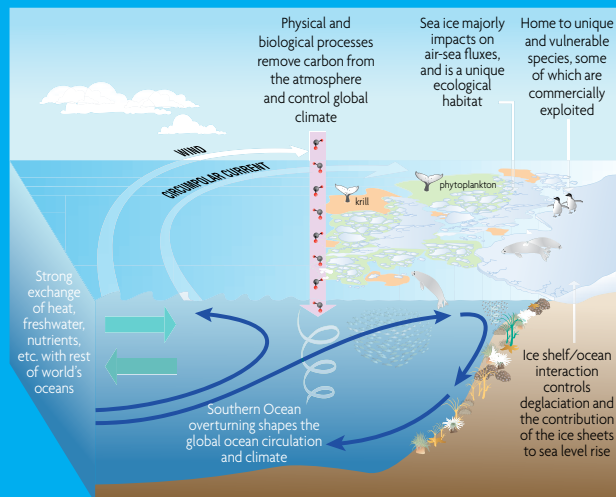 Physical and
biological processes
remove carbon from
the atmosphere
and control global
climate
Sea ice majorly
impacts on
air-sea fluxes,
and is a unique
ecological
habitat
Home to unique
and vulnerable
species, some
of which are
commercially
exploited
WIND
CIRCUMPOLAR CURRENT
phytoplankton
krill
Strong
exchange
of heat,
freshwater,
nutrients,
etc. with rest
of world's
oceans
Southern Ocean
overturning shapes the
global ocean circulation
and climate
Ice shelf/ocean
interaction
controls
deglaciation and
the contribution
of the ice sheets
to sea level rise